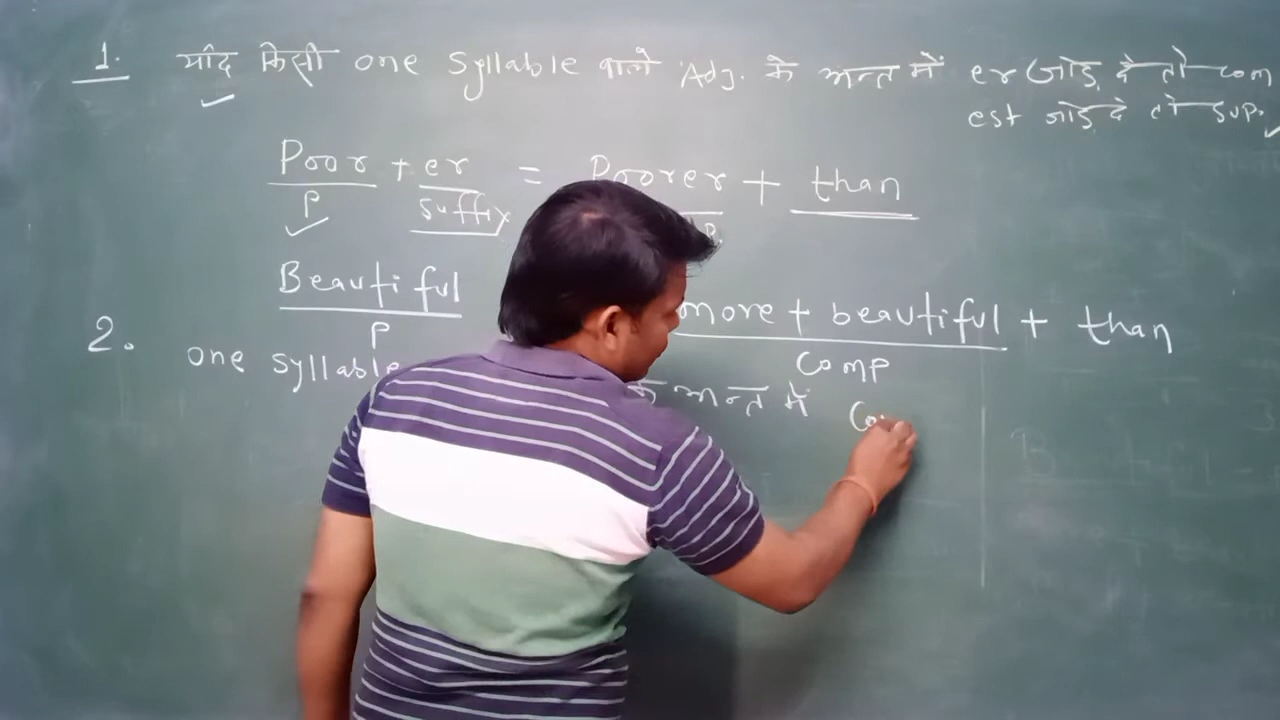 1. यदि किसी one syllable वाले Adj. के अन्त में er जोड़ दे तो com
est जोड़ दे तो sup.
Poor + er = Poorer + than
P suffix
Beautiful more + beautiful + than
P Comp
2. one syllable के अन्त में Co